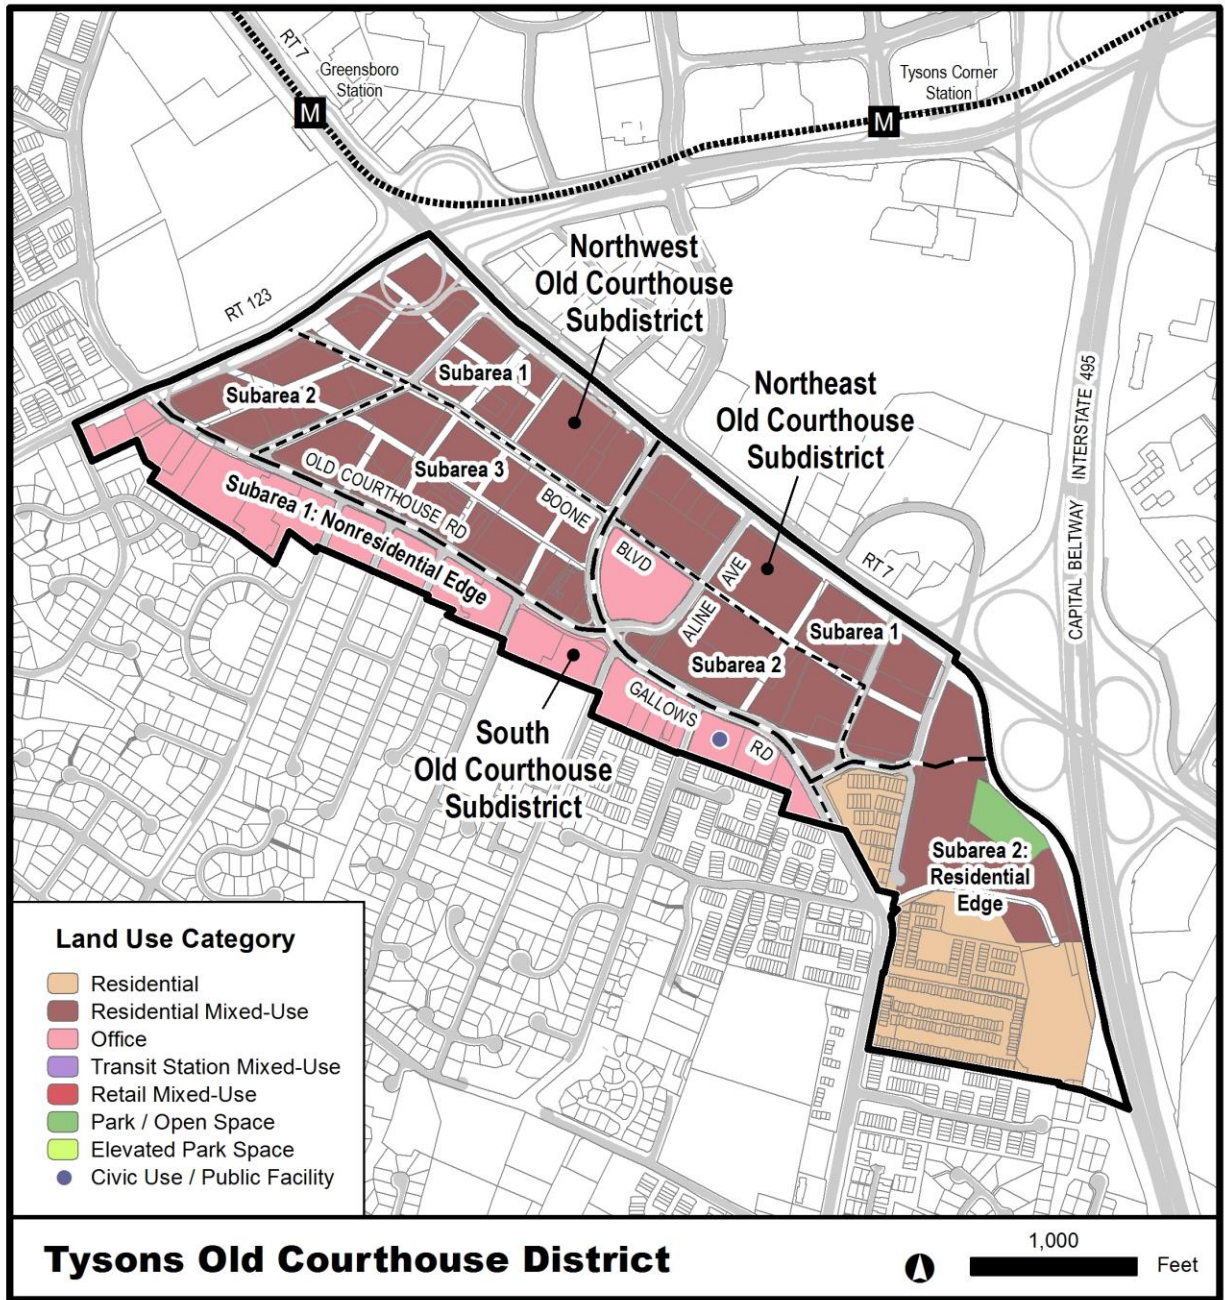 RT 7
Greensboro
Station
M
Tysons Corner
Station
M
Northwest
Old Courthouse
Subdistrict
RT 123
Northeast
Old Courthouse
Subdistrict
CAPITAL BELTWAY INTERSTATE 495
Subarea 1
Subarea 2
Subarea 3
OLD COURTHOUSE RD
BOONE
BLVD
Subarea 1: Nonresidential Edge
ALINE AVE
RT 7
Subarea 1
Subarea 2
GALLOWS RD
South
Old Courthouse
Subdistrict
Subarea 2:
Residential
Edge
Land Use Category
Residential
Residential Mixed-Use
Office
Transit Station Mixed-Use
Retail Mixed-Use
Park / Open Space
Elevated Park Space
Civic Use / Public Facility
Tysons Old Courthouse District
1,000
Feet